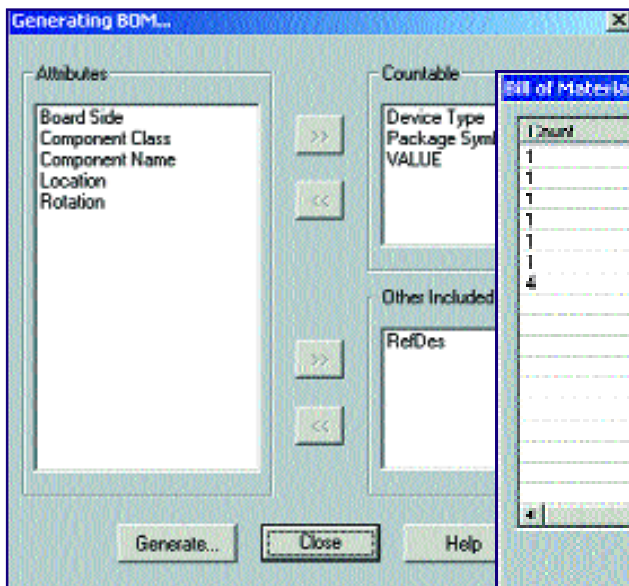 Generating BOM...
Attributes
Board Side
Component Class
Component Name
Location
Rotation
>>
<<
>>
<<
Countable
Device Type
Package Symb
VALUE
Other Included
RefDes
Generate...
Close
Help
Bill of Materia
Count
1
1
1
1
1
1
4